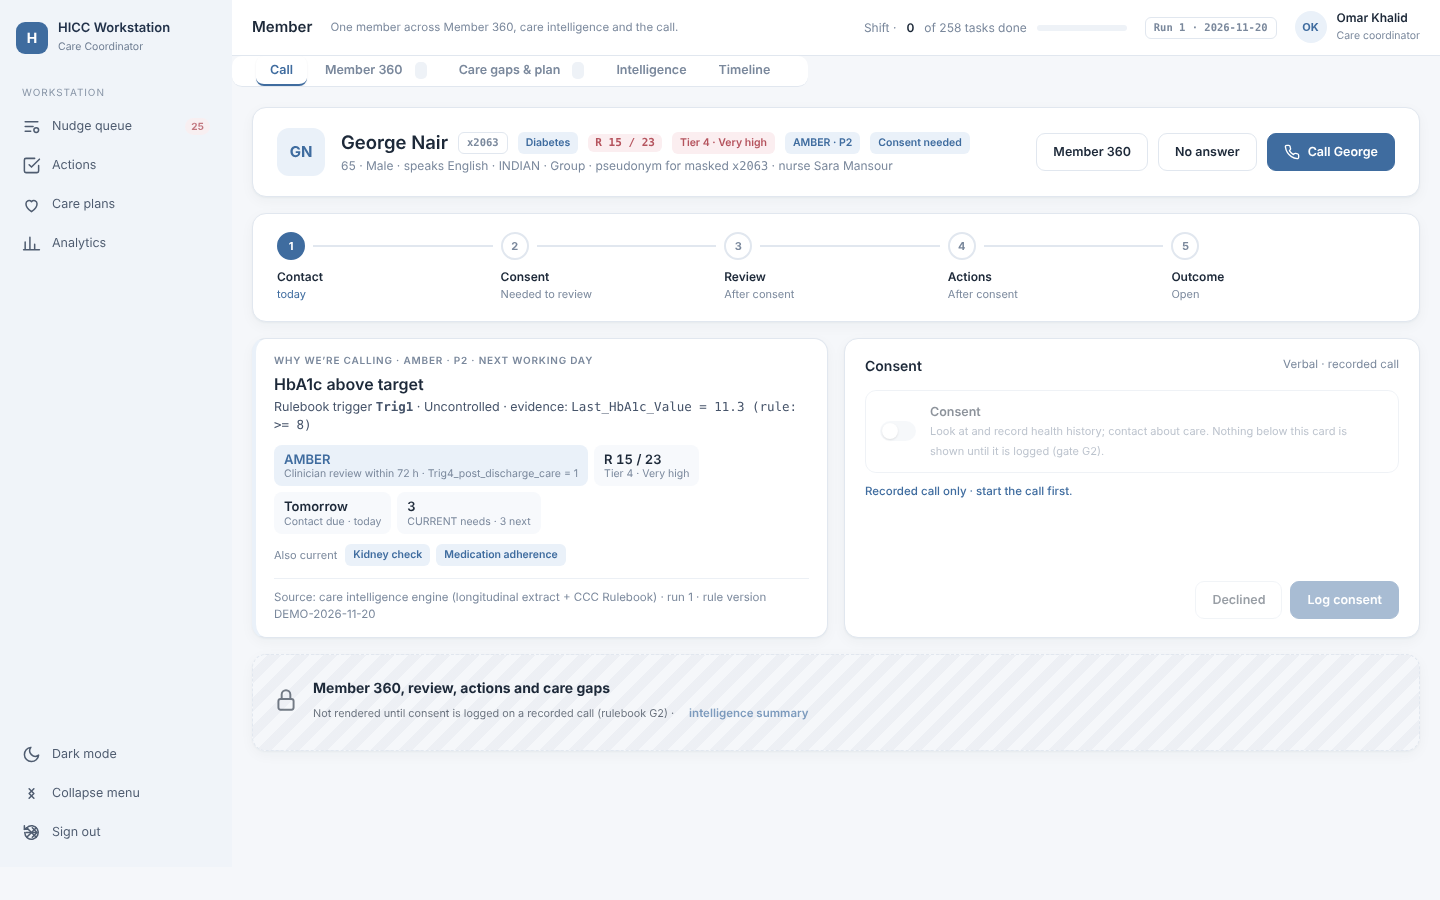 H
HICC Workstation
Care Coordinator
WORKSTATION
Nudge queue 25
Actions
Care plans
Analytics
Dark mode
Collapse menu
Sign out
Member One member across Member 360, care intelligence and the call.
Shift · 0 of 258 tasks done
Run 1 · 2026-11-20
OK
Omar Khalid
Care coordinator
Call Member 360 Care gaps & plan Intelligence Timeline
GN
George Nair x2063 Diabetes R 15 / 23 Tier 4 · Very high AMBER · P2 Consent needed
65 · Male · speaks English · INDIAN · Group · pseudonym for masked x2063 · nurse Sara Mansour
Member 360 No answer Call George
1 2 3 4 5
Contact Consent Review Actions Outcome
today Needed to review After consent After consent Open
WHY WE'RE CALLING · AMBER · P2 · NEXT WORKING DAY
HbA1c above target
Rulebook trigger Trig1 · Uncontrolled · evidence: Last_HbA1c_Value = 11.3 (rule:
>= 8)
AMBER
Clinician review within 72 h · Trig4_post_discharge_care = 1
R 15 / 23
Tier 4 · Very high
Tomorrow
Contact due · today
3
CURRENT needs · 3 next
Also current Kidney check Medication adherence
Source: care intelligence engine (longitudinal extract + CCC Rulebook) · run 1 · rule version
DEMO-2026-11-20
Consent Verbal · recorded call
Consent
Look at and record health history; contact about care. Nothing below this card is
shown until it is logged (gate G2).
Recorded call only · start the call first.
Declined Log consent
Member 360, review, actions and care gaps
Not rendered until consent is logged on a recorded call (rulebook G2) · intelligence summary